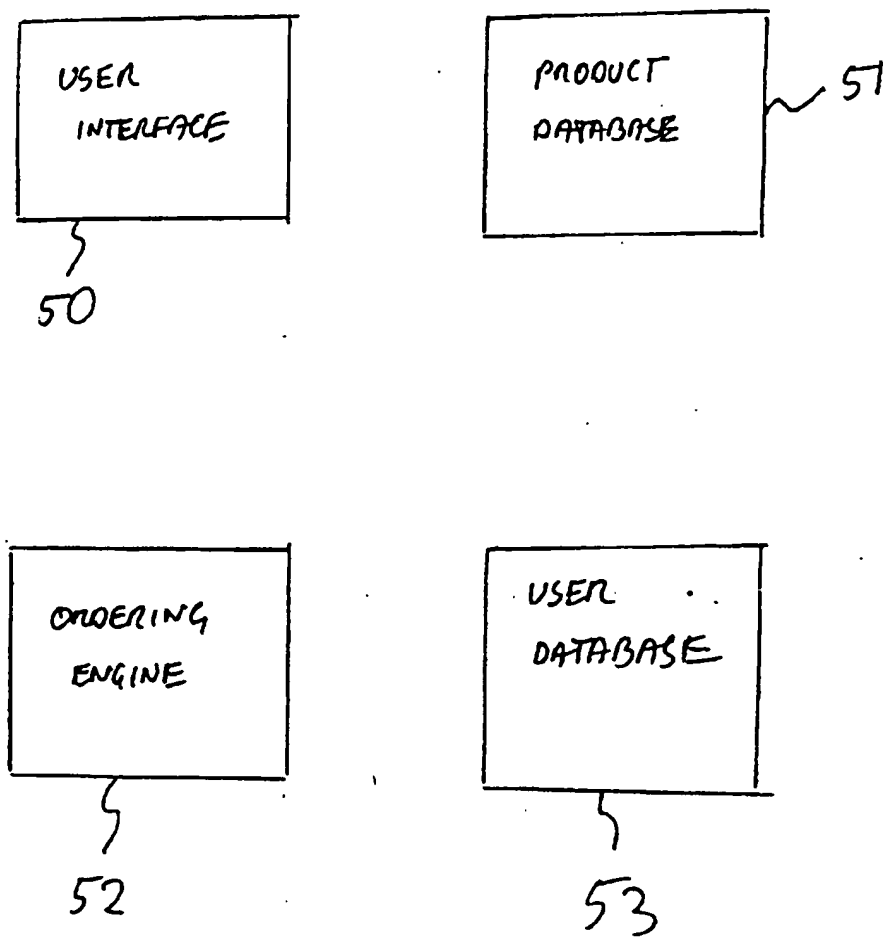 USER
INTERFACE
50
PRODUCT
DATABASE
51
ORDERING
ENGINE
52
USER
DATABASE
53